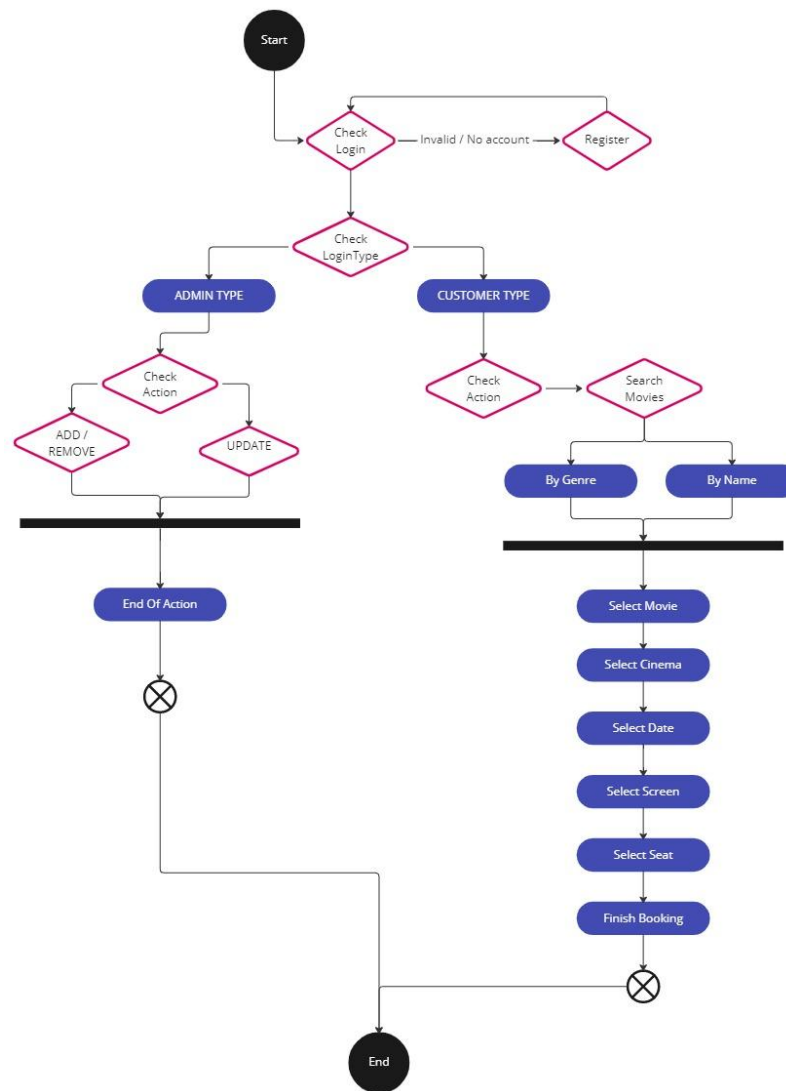 Start
Check
Login
Invalid / No account
Register
Check
LoginType
ADMIN TYPE
CUSTOMER TYPE
Check
Action
Check
Action
Search
Movies
ADD /
REMOVE
UPDATE
By Genre
By Name
End Of Action
Select Movie
Select Cinema
Select Date
Select Screen
Select Seat
Finish Booking
End